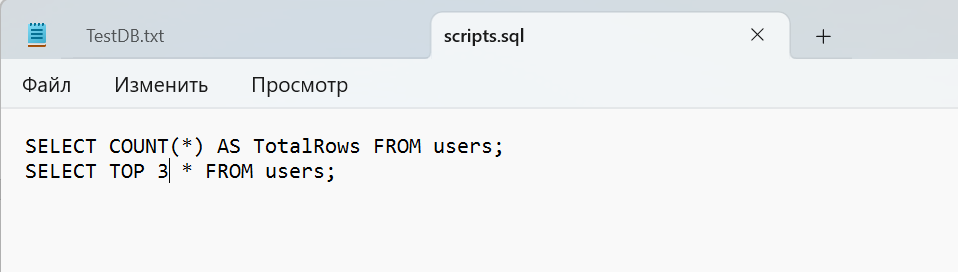 TestDB.txt scripts.sql
Файл Изменить Просмотр
SELECT COUNT(*) AS TotalRows FROM users;
SELECT TOP 3 * FROM users;